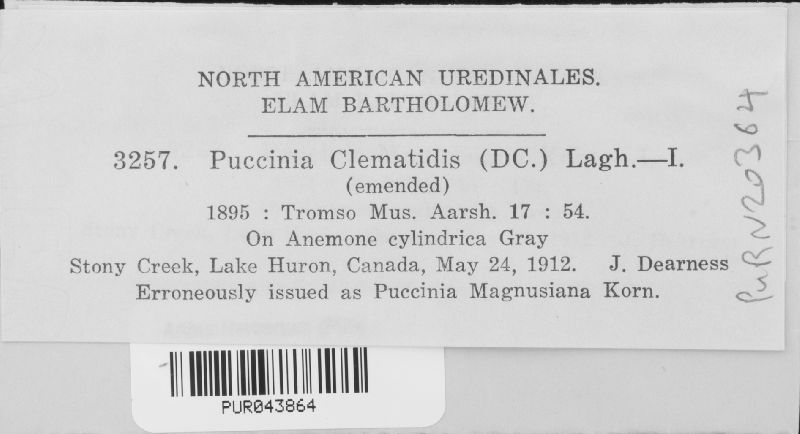 NORTH AMERICAN UREDINALES.
ELAM BARTHOLOMEW.
3257. Puccinia Clematidis (DC.) Lagh.—I.
(emended)
1895 : Tromso Mus. Aarsh. 17 : 54.
On Anemone cylindrica Gray
Stony Creek, Lake Huron, Canada, May 24, 1912. J. Dearness
Erroneously issued as Puccinia Magnusiana Korn.
PUR N20364
PUR043864